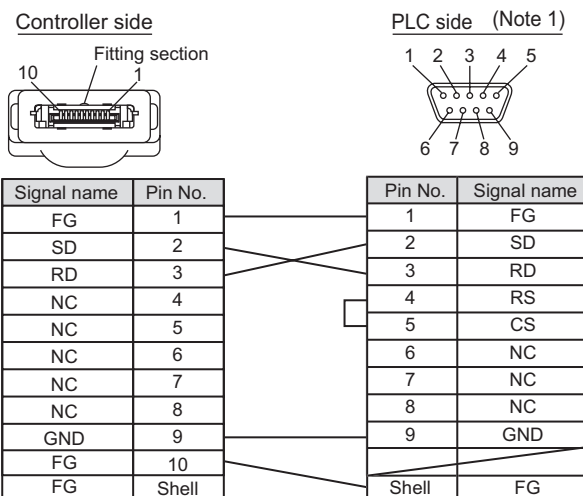 Controller side
PLC side (Note 1)
Fitting section
10 1
1 2 3 4 5
6 7 8 9
Signal name Pin No.
FG 1
SD 2
RD 3
NC 4
NC 5
NC 6
NC 7
NC 8
GND 9
FG 10
FG Shell
Pin No. Signal name
1 FG
2 SD
3 RD
4 RS
5 CS
6 NC
7 NC
8 NC
9 GND
Shell FG